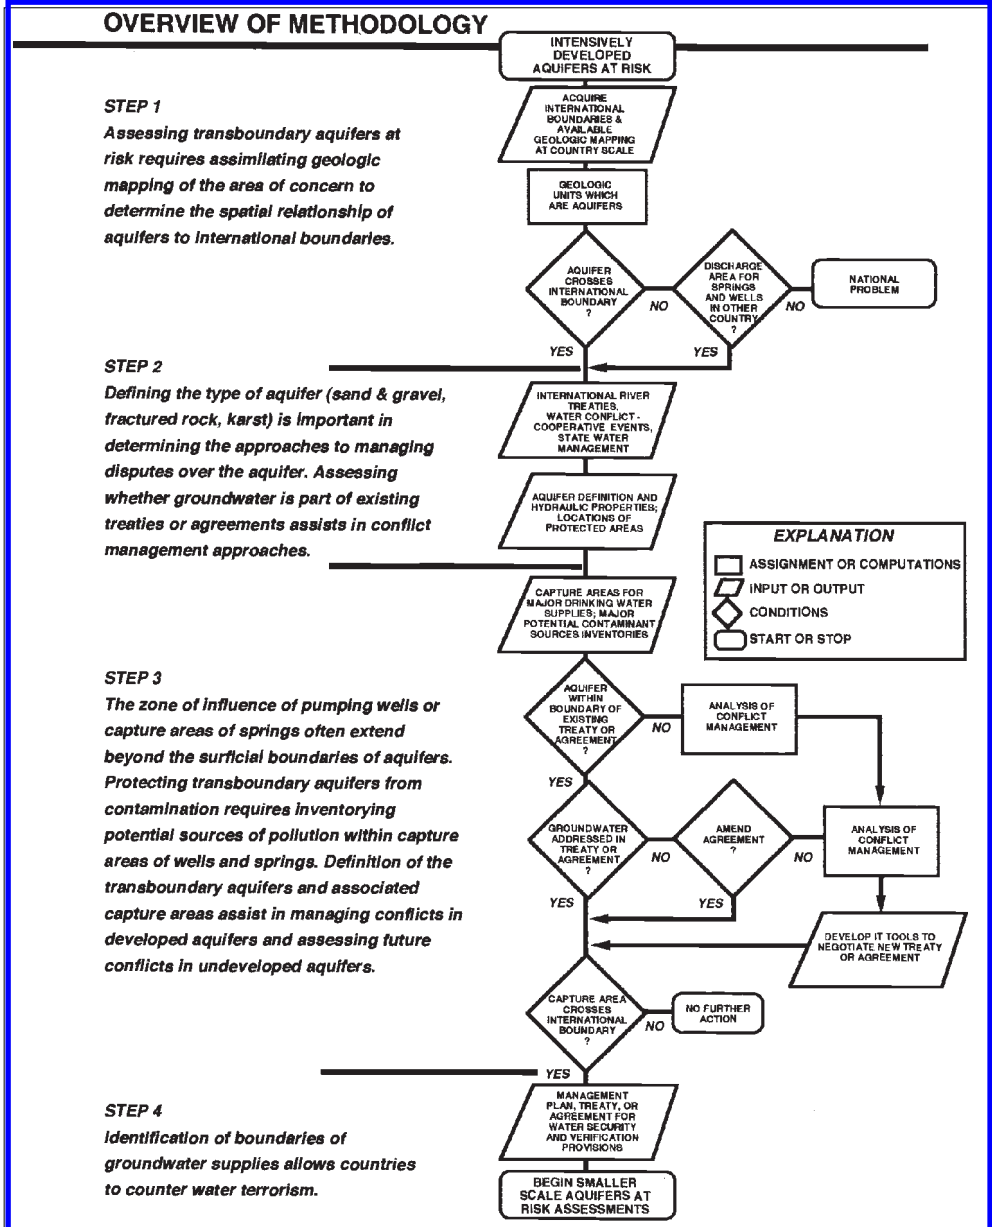 OVERVIEW OF METHODOLOGY
INTENSIVELY
DEVELOPED
AQUIFERS AT RISK
STEP 1
Assessing transboundary aquifers at
risk requires assimilating geologic
mapping of the area of concern to
determine the spatial relationship of
aquifers to international boundaries.
ACQUIRE
INTERNATIONAL
BOUNDARIES &
AVAILABLE
GEOLOGIC MAPPING
AT COUNTRY SCALE
GEOLOGIC
UNITS WHICH
ARE AQUIFERS
AQUIFER
CROSSES
INTERNATIONAL
BOUNDARY
?
NO
DISCHARGE
AREA FOR
SPRINGS
AND WELLS
IN OTHER
COUNTRY
?
NO
NATIONAL
PROBLEM
YES
YES
STEP 2
Defining the type of aquifer (sand & gravel,
fractured rock, karst) is important in
determining the approaches to managing
disputes over the aquifer. Assessing
whether groundwater is part of existing
treaties or agreements assists in conflict
management approaches.
INTERNATIONAL RIVER
TREATIES,
WATER CONFLICT -
COOPERATIVE EVENTS,
STATE WATER
MANAGEMENT
AQUIFER DEFINITION AND
HYDRAULIC PROPERTIES;
LOCATIONS OF
PROTECTED AREAS
EXPLANATION
ASSIGNMENT OR COMPUTATIONS
INPUT OR OUTPUT
CONDITIONS
START OR STOP
CAPTURE AREAS FOR
MAJOR DRINKING WATER
SUPPLIES; MAJOR
POTENTIAL CONTAMINANT
SOURCES INVENTORIES
STEP 3
The zone of influence of pumping wells or
capture areas of springs often extend
beyond the surficial boundaries of aquifers.
Protecting transboundary aquifers from
contamination requires inventorying
potential sources of pollution within capture
areas of wells and springs. Definition of the
transboundary aquifers and associated
capture areas assist in managing conflicts in
developed aquifers and assessing future
conflicts in undeveloped aquifers.
AQUIFER
WITHIN
BOUNDARY OF
EXISTING
TREATY OR
AGREEMENT
?
NO
ANALYSIS OF
CONFLICT
MANAGEMENT
YES
GROUNDWATER
ADDRESSED IN
TREATY OR
AGREEMENT
?
NO
AMEND
AGREEMENT
?
NO
ANALYSIS OF
CONFLICT
MANAGEMENT
YES
YES
DEVELOP IT TOOLS TO
NEGOTIATE NEW TREATY
OR AGREEMENT
CAPTURE AREA
CROSSES
INTERNATIONAL
BOUNDARY
?
NO
NO FURTHER
ACTION
YES
STEP 4
Identification of boundaries of
groundwater supplies allows countries
to counter water terrorism.
MANAGEMENT
PLAN, TREATY, OR
AGREEMENT FOR
WATER SECURITY
AND VERIFICATION
PROVISIONS
BEGIN SMALLER
SCALE AQUIFERS AT
RISK ASSESSMENTS